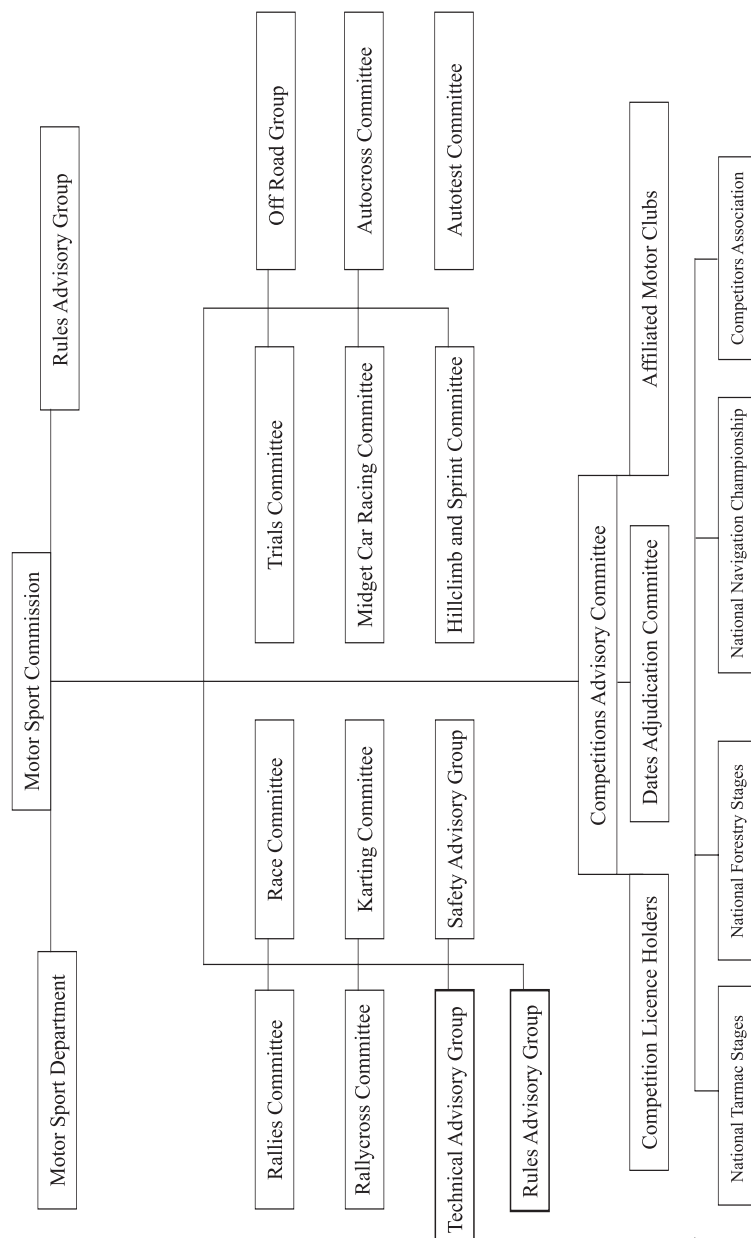 Motor Sport Commission
Motor Sport Department
Rules Advisory Group
Rallies Committee
Race Committee
Trials Committee
Off Road Group
Rallycross Committee
Karting Committee
Midget Car Racing Committee
Autocross Committee
Technical Advisory Group
Safety Advisory Group
Hillclimb and Sprint Committee
Autotest Committee
Rules Advisory Group
Competitions Advisory Committee
Competition Licence Holders
Dates Adjudication Committee
Affiliated Motor Clubs
National Tarmac Stages
National Forestry Stages
National Navigation Championship
Competitors Association